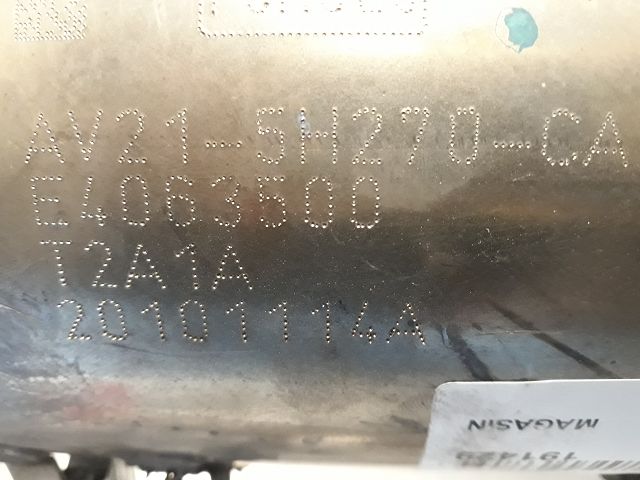 AV21-5H270-CA
E4063500
T2A1A
20101114A
MAGASIN